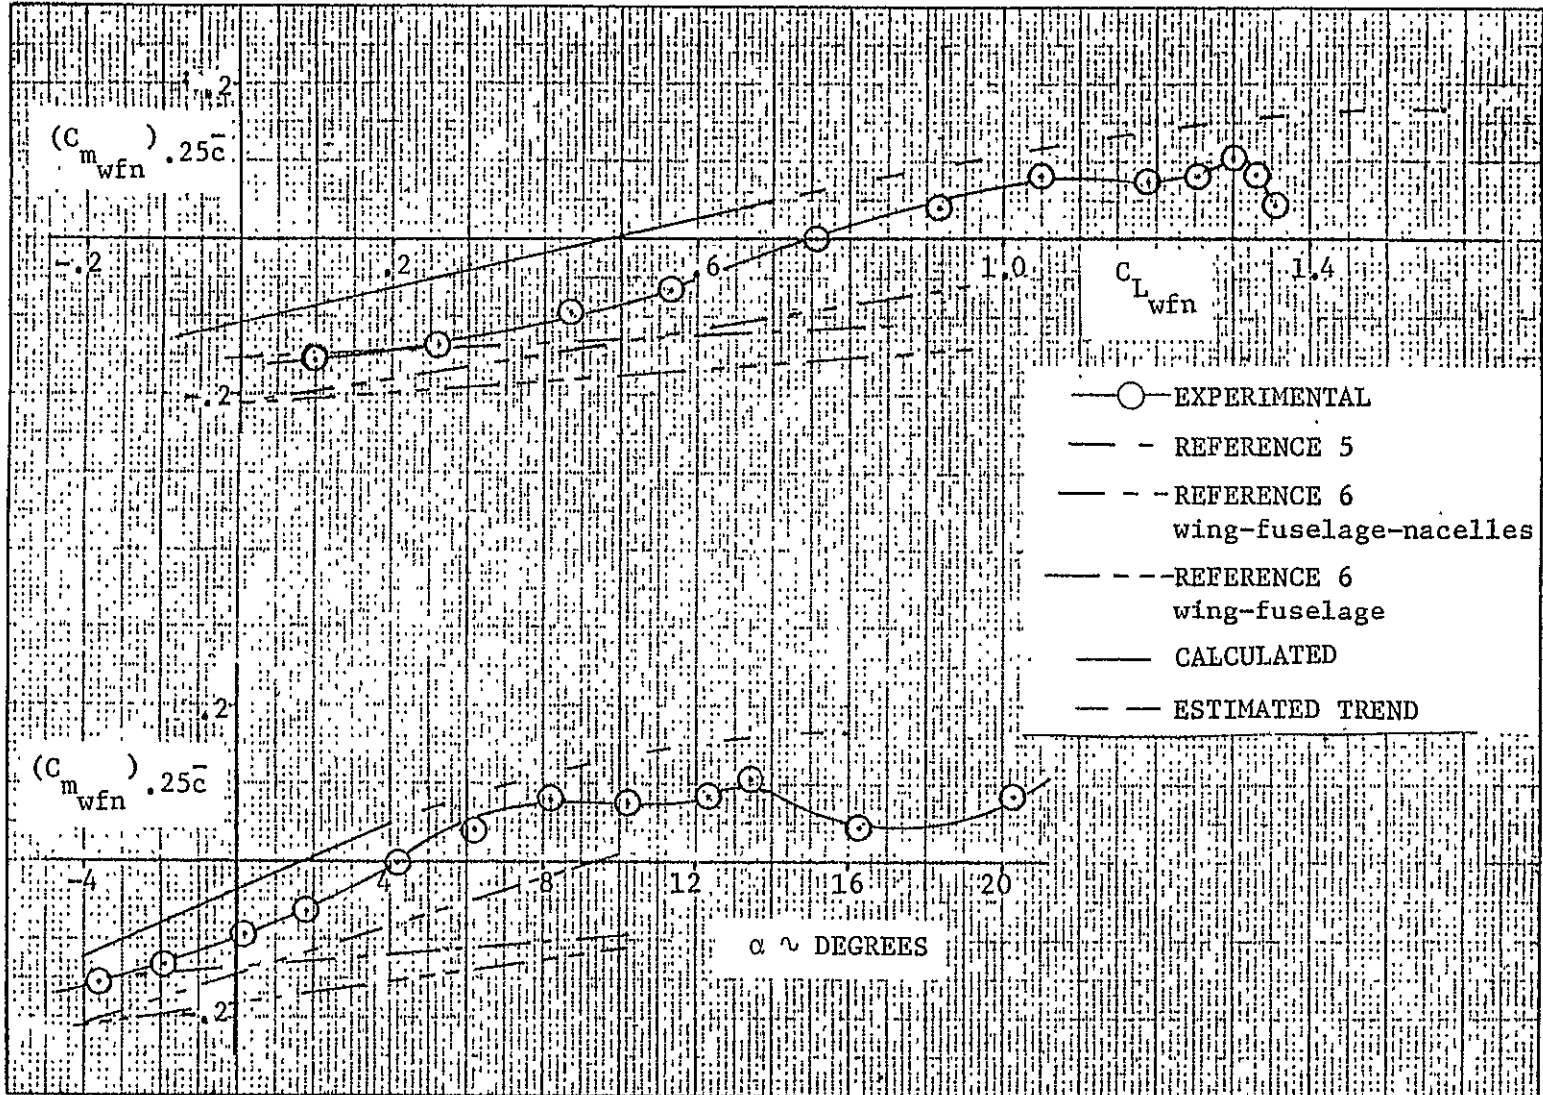 .2
(C_m_wfn) .25c̄
-.2
.2
.6
1.0
C_L_wfn
1.4
-.2
EXPERIMENTAL
REFERENCE 5
REFERENCE 6
wing-fuselage-nacelles
REFERENCE 6
wing-fuselage
CALCULATED
ESTIMATED TREND
.2
(C_m_wfn) .25c̄
-4
4
8
12
16
20
α ~ DEGREES
-.2